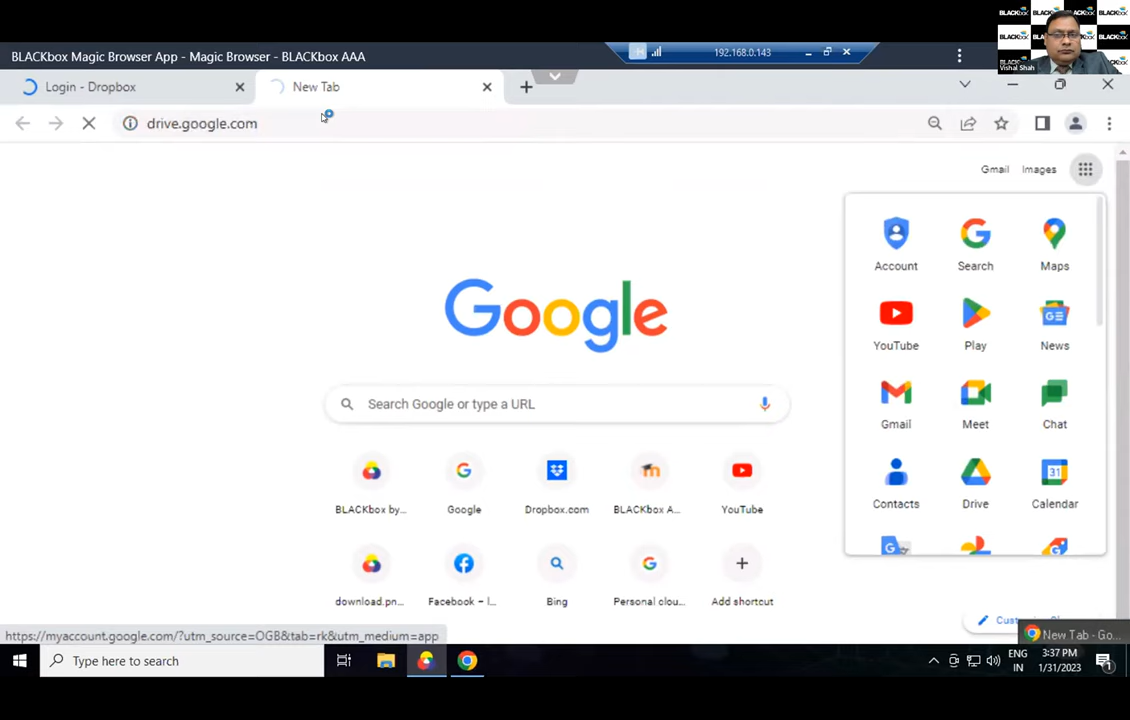 BLACKbox
BLACKbox
BLACKbox
Vishal Shah
BLACKbox Magic Browser App - Magic Browser - BLACKbox AAA
192.168.0.143
Login - Dropbox
New Tab
drive.google.com
Gmail
Images
Account
Search
Maps
Google
YouTube
Play
News
Search Google or type a URL
Gmail
Meet
Chat
Contacts
Drive
Calendar
BLACKbox by...
Google
Dropbox.com
BLACKbox A...
YouTube
download.pn...
Facebook – l...
Bing
Personal clou...
Add shortcut
https://myaccount.google.com/?utm_source=OGB&tab=rk&utm_medium=app
New Tab - Go...
Type here to search
ENG
IN
3:37 PM
1/31/2023